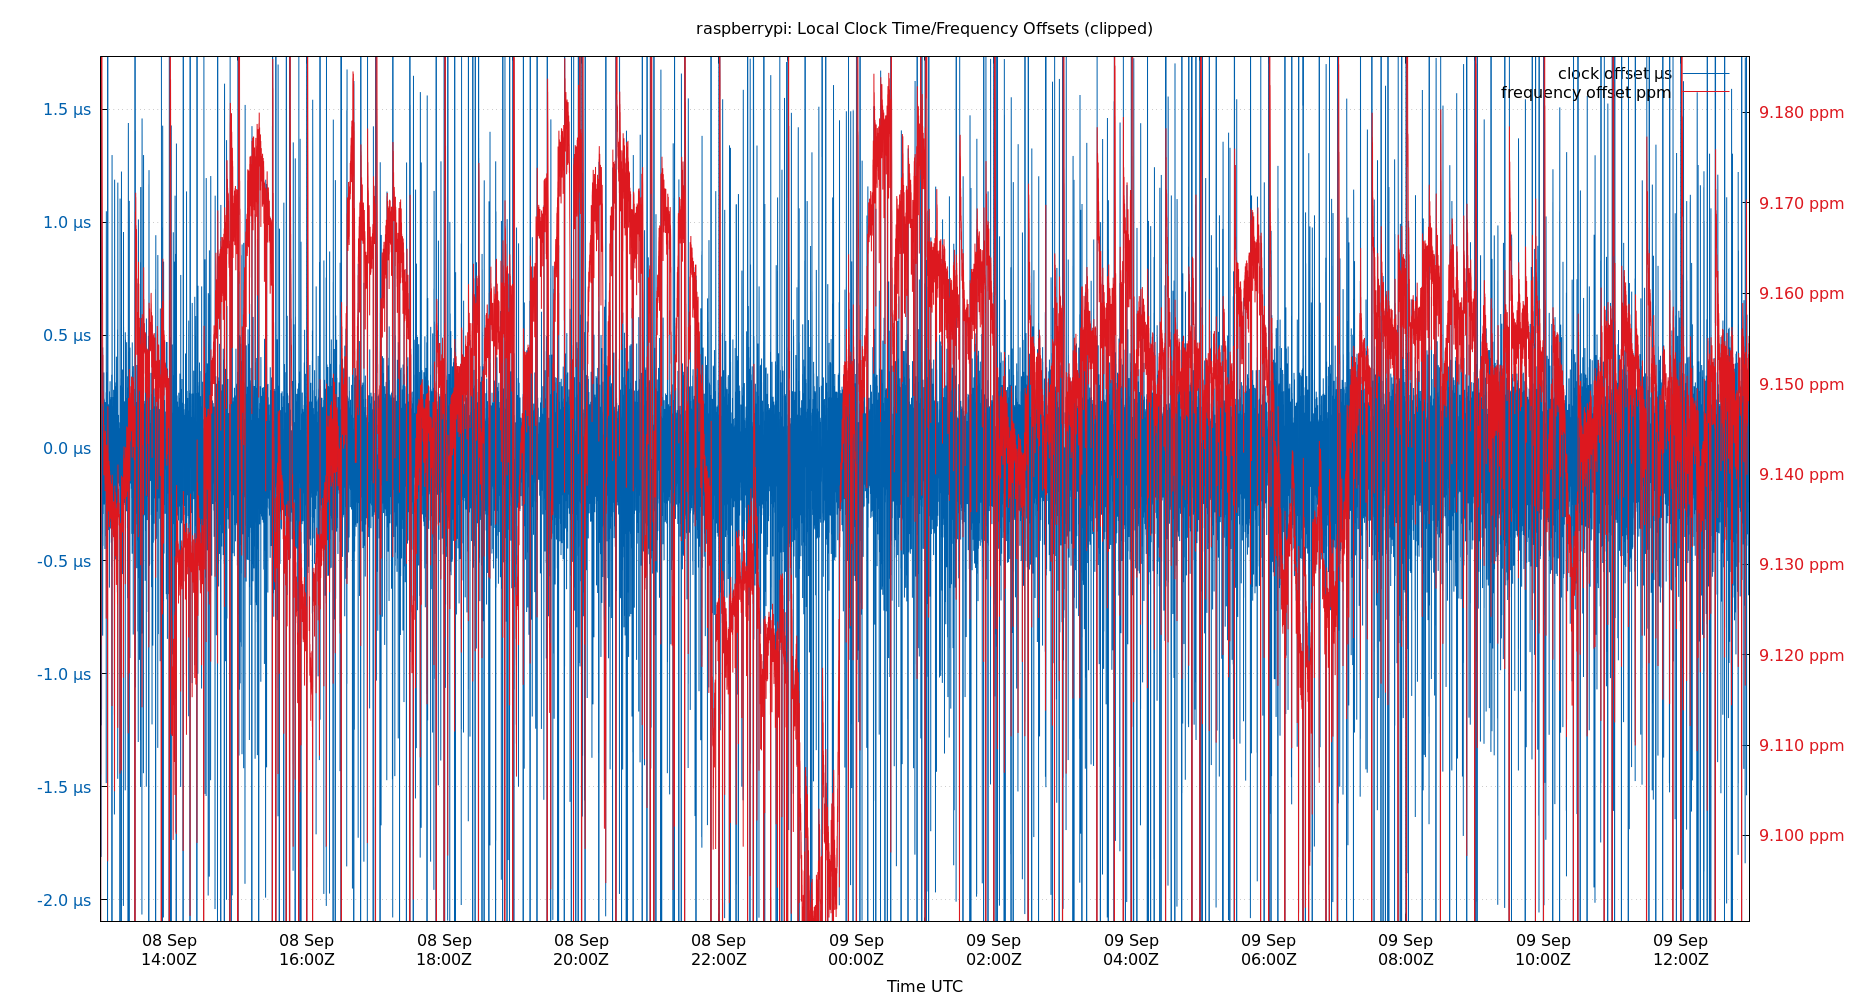 raspberrypi: Local Clock Time/Frequency Offsets (clipped)
clock offset µs
frequency offset ppm
1.5 µs
1.0 µs
0.5 µs
0.0 µs
-0.5 µs
-1.0 µs
-1.5 µs
-2.0 µs
9.180 ppm
9.170 ppm
9.160 ppm
9.150 ppm
9.140 ppm
9.130 ppm
9.120 ppm
9.110 ppm
9.100 ppm
08 Sep 08 Sep 08 Sep 08 Sep 08 Sep 09 Sep 09 Sep 09 Sep 09 Sep 09 Sep 09 Sep 09 Sep
14:00Z 16:00Z 18:00Z 20:00Z 22:00Z 00:00Z 02:00Z 04:00Z 06:00Z 08:00Z 10:00Z 12:00Z
Time UTC